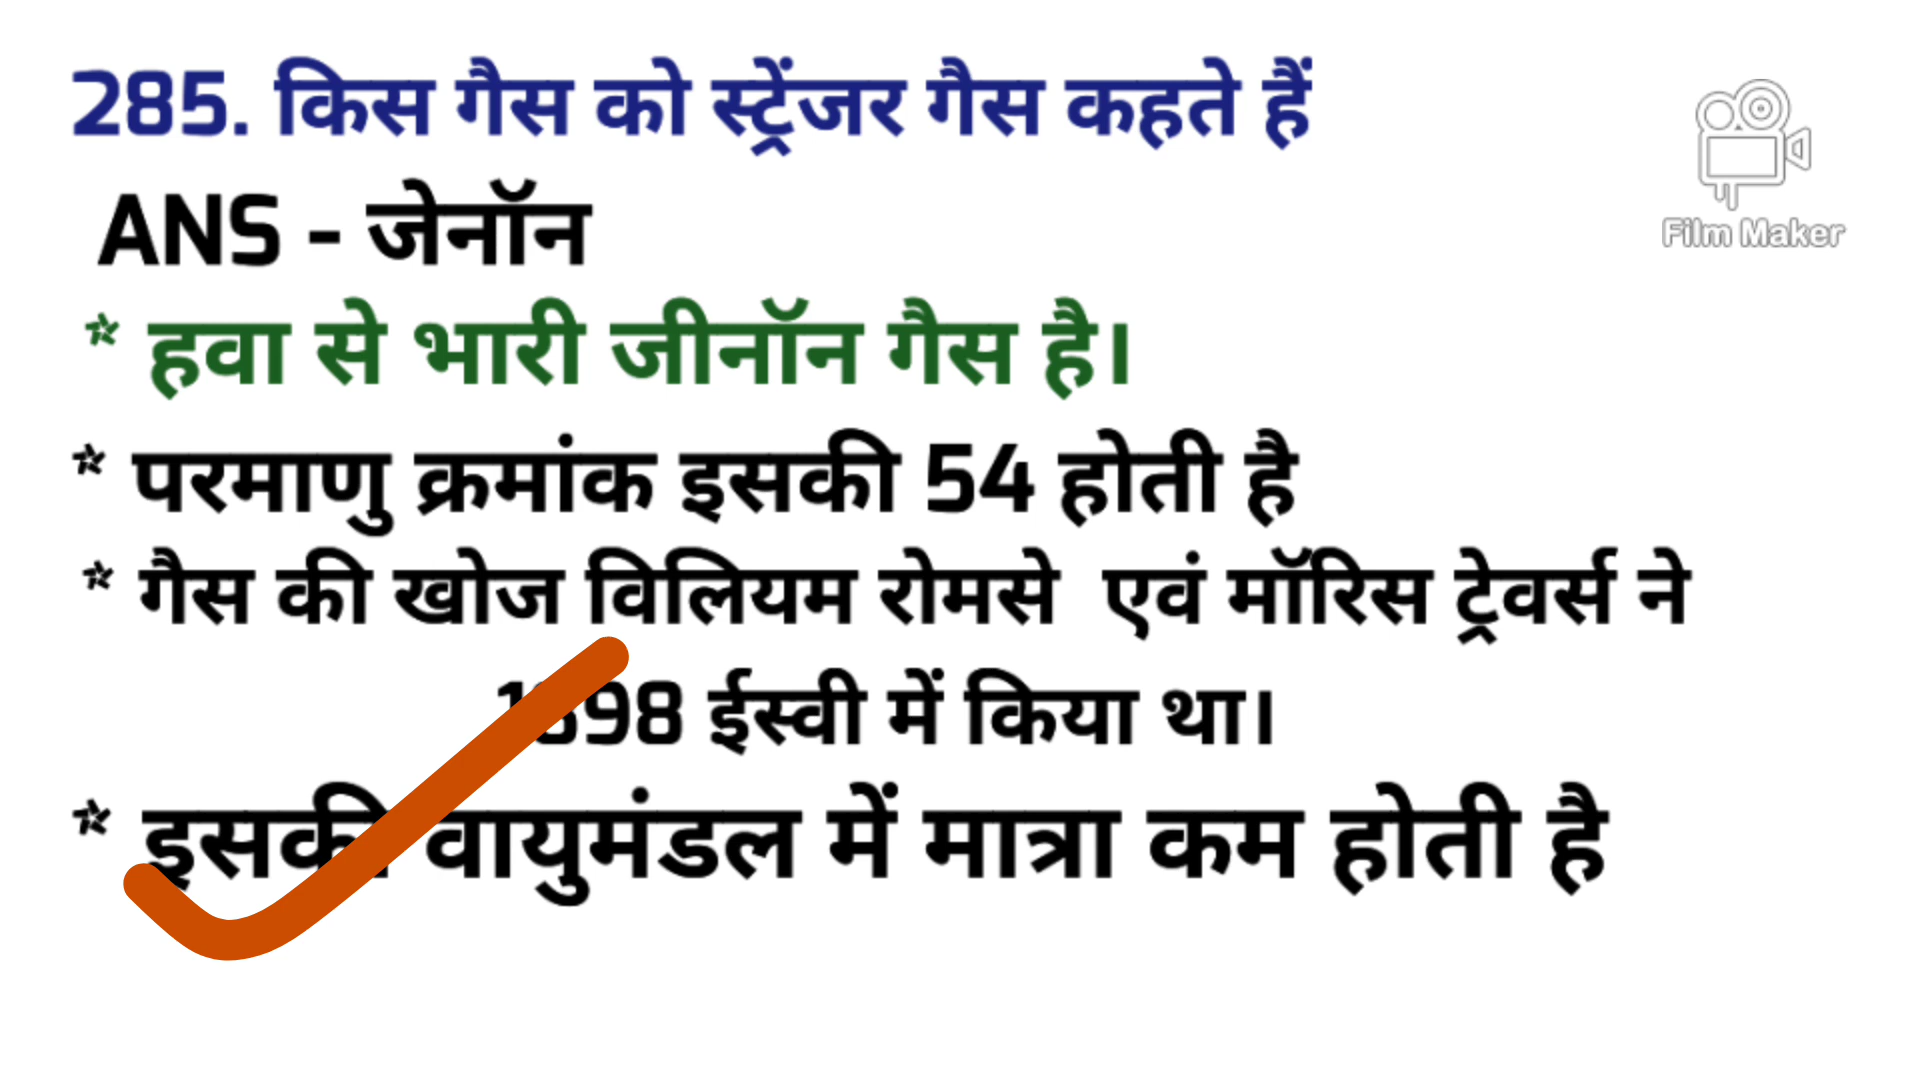 285. किस गैस को स्ट्रेंजर गैस कहते हैं
ANS - जेनॉन
* हवा से भारी जीनॉन गैस है।
* परमाणु क्रमांक इसकी 54 होती है
* गैस की खोज विलियम रोमसे एवं मॉरिस ट्रेवर्स ने
1898 ईस्वी में किया था।
* इसकी वायुमंडल में मात्रा कम होती है
Film Maker